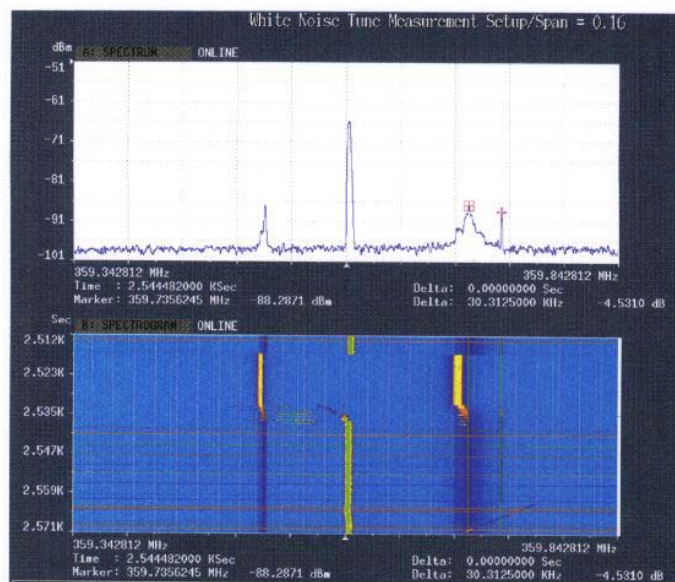 White Noise Tune Measurement Setup/Span = 0.16
dBm
A: SPECTRUM ONLINE
-51
-61
-71
-81
-91
-101
359.342812 MHz 359.842812 MHz
Time : 2.544482000 KSec Delta: 0.00000000 Sec
Marker: 359.7356245 MHz -88.2871 dBm Delta: 30.3125000 KHz -4.5310 dB
Sec
B: SPECTROGRAM ONLINE
2.512K
2.523K
2.535K
2.547K
2.559K
2.571K
359.342812 MHz 359.842812 MHz
Time : 2.544482000 KSec Delta: 0.00000000 Sec
Marker: 359.7356245 MHz -88.2871 dBm Delta: 30.3125000 KHz -4.5310 dB